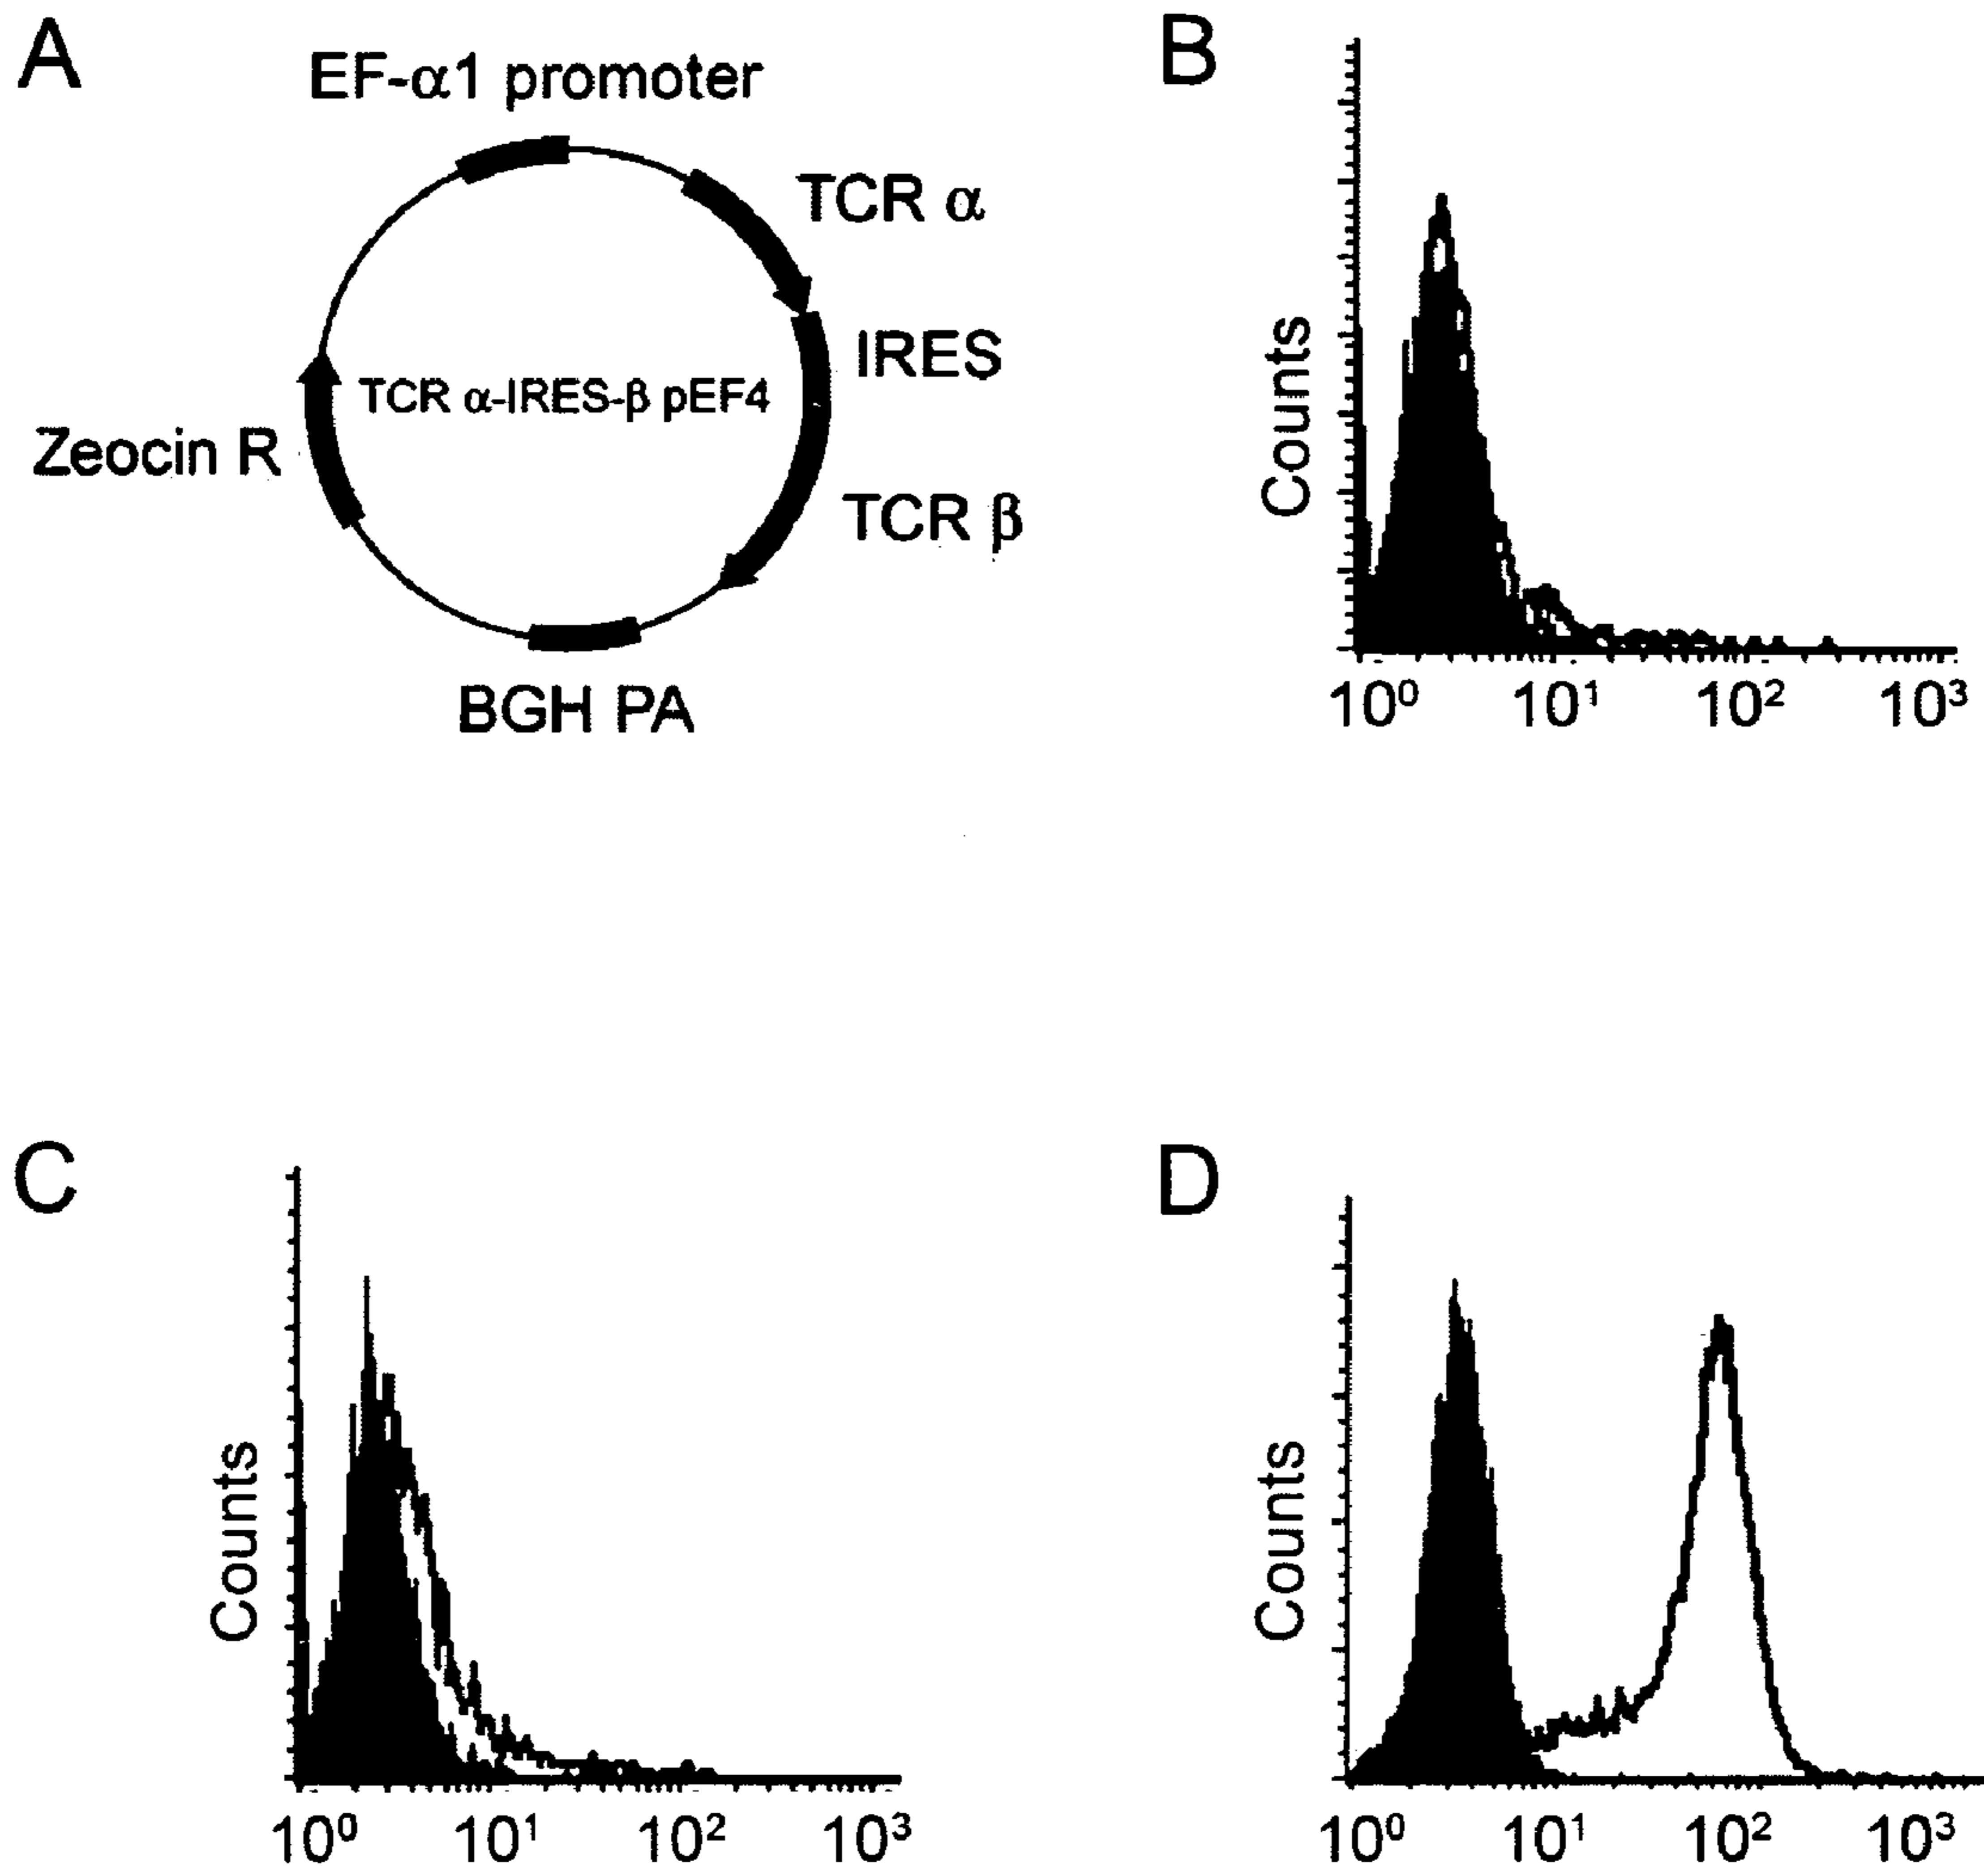 A
EF-α1 promoter
TCR α
IRES
TCR α-IRES-β pEF4
Zeocin R
TCR β
BGH PA
B
Counts
10⁰ 10¹ 10² 10³
C
Counts
10⁰ 10¹ 10² 10³
D
Counts
10⁰ 10¹ 10² 10³